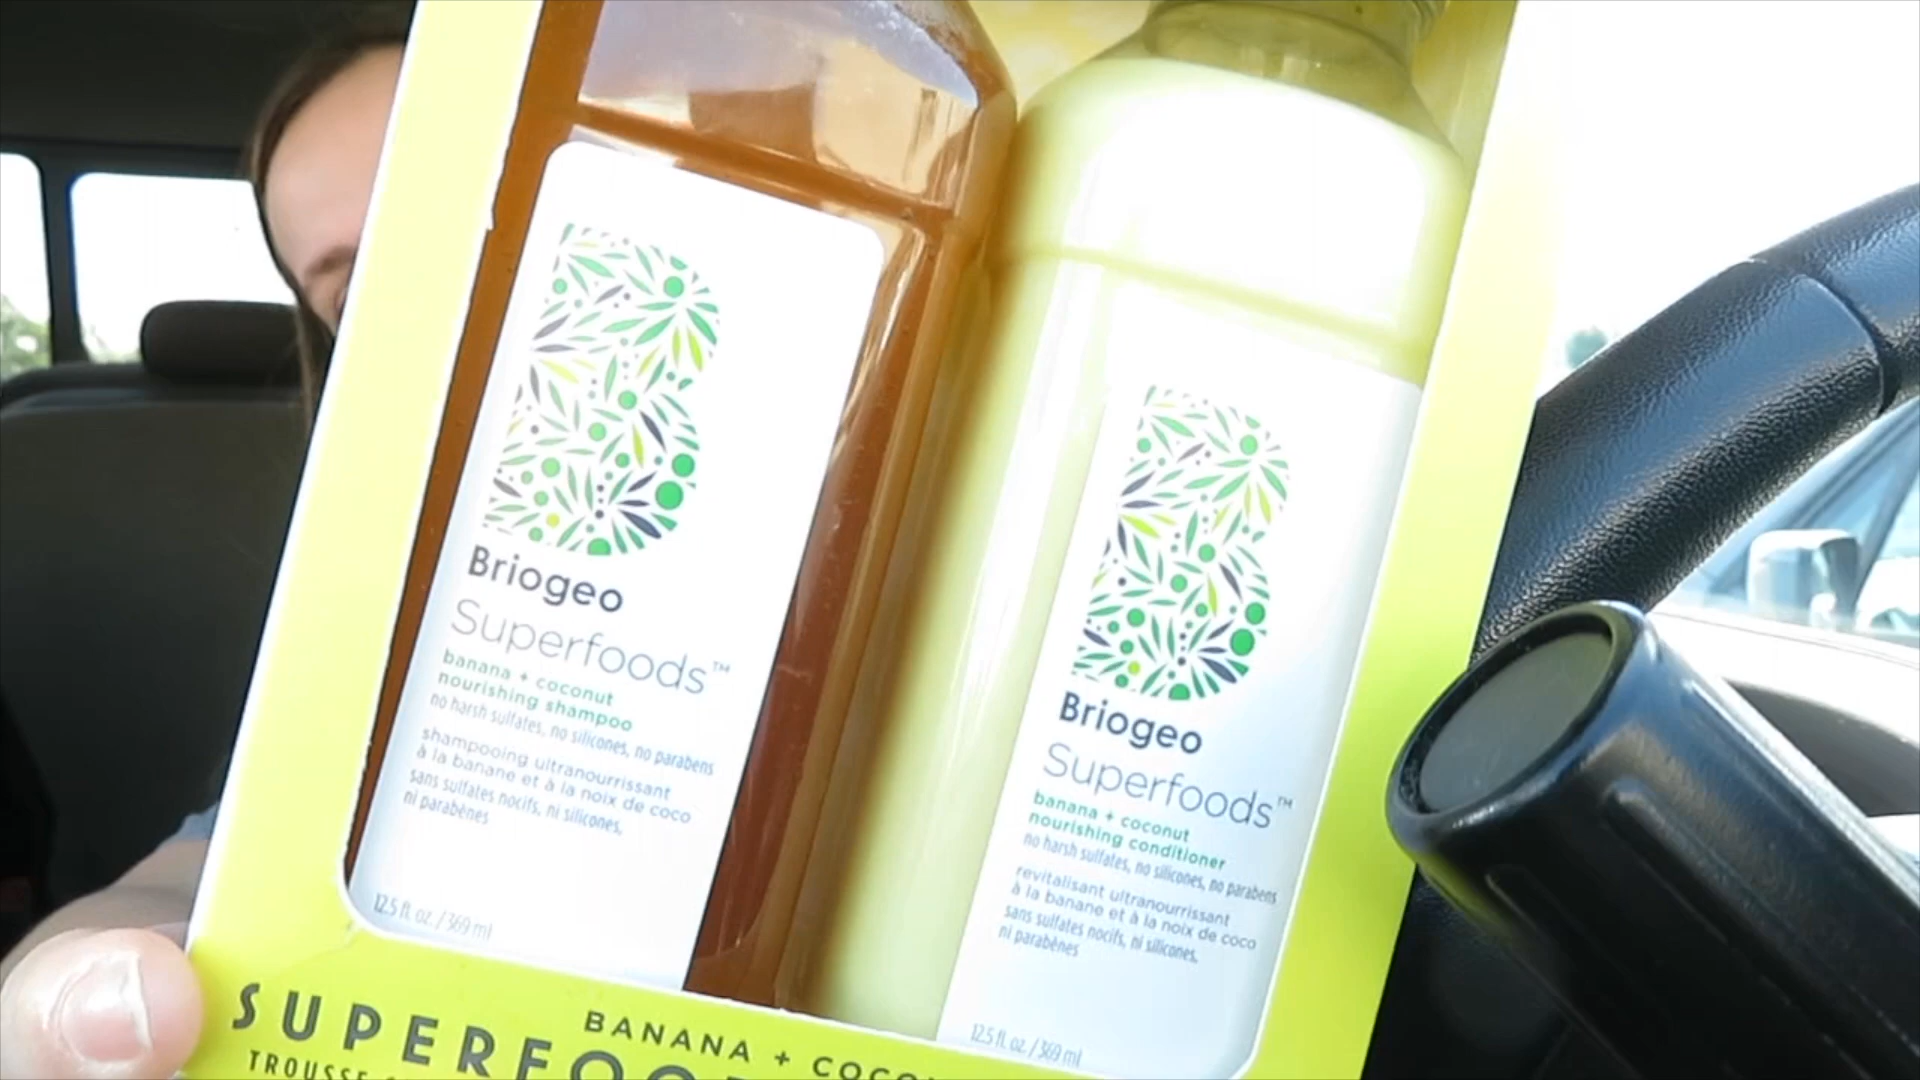 Briogeo
Superfoods™
banana + coconut
nourishing shampoo
no harsh sulfates, no silicones, no parabens
shampooing ultranourrissant
à la banane et à la noix de coco
sans sulfates nocifs, ni silicones,
ni parabènes
12.5 fl. oz. / 369 ml
Briogeo
Superfoods™
banana + coconut
nourishing conditioner
no harsh sulfates, no silicones, no parabens
revitalisant ultranourrissant
à la banane et à la noix de coco
sans sulfates nocifs, ni silicones,
ni parabènes
12.5 fl. oz. / 369 ml
BANANA + COCO
SUPERFOO
TROUSSE